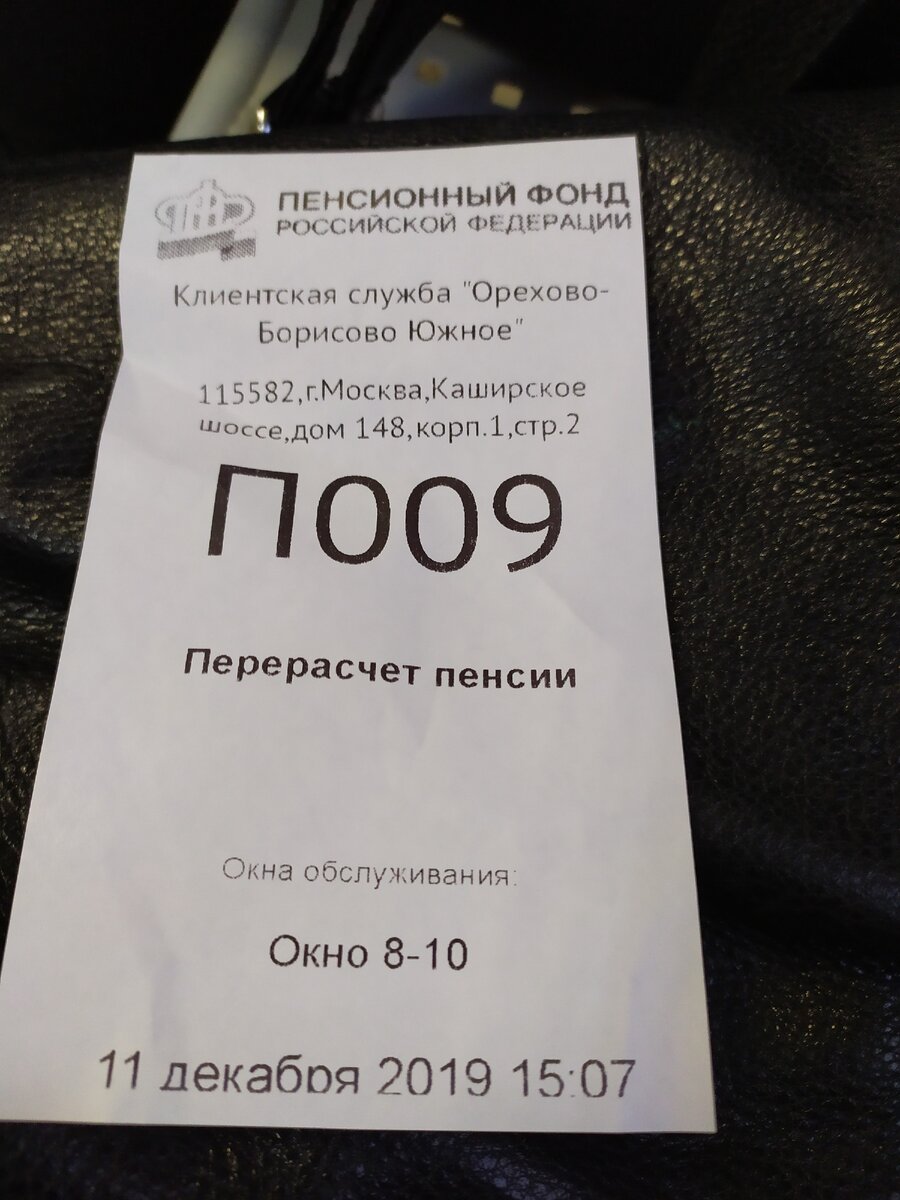 ПЕНСИОННЫЙ ФОНД
РОССИЙСКОЙ ФЕДЕРАЦИИ
Клиентская служба "Орехово-
Борисово Южное"
115582,г.Москва,Каширское
шоссе,дом 148,корп.1,стр.2
П009
Перерасчет пенсии
Окна обслуживания:
Окно 8-10
11 декабря 2019 15:07